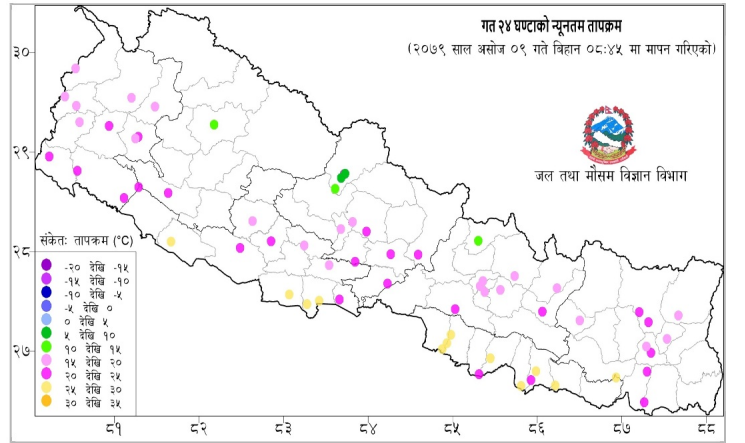 गत २४ घण्टाको न्यूनतम तापक्रम
(२०७९ साल असोज ०९ गते बिहान ०८:४५ मा मापन गरिएको)
जल तथा मौसम विज्ञान विभाग
३०
२९
२८
२७
संकेतः तापक्रम (°C)
-२० देखि -१५
-१५ देखि -१०
-१० देखि -५
-५ देखि ०
० देखि ५
५ देखि १०
१० देखि १५
१५ देखि २०
२० देखि २५
२५ देखि ३०
३० देखि ३५
८१ ८२ ८३ ८४ ८५ ८६ ८७ ८८